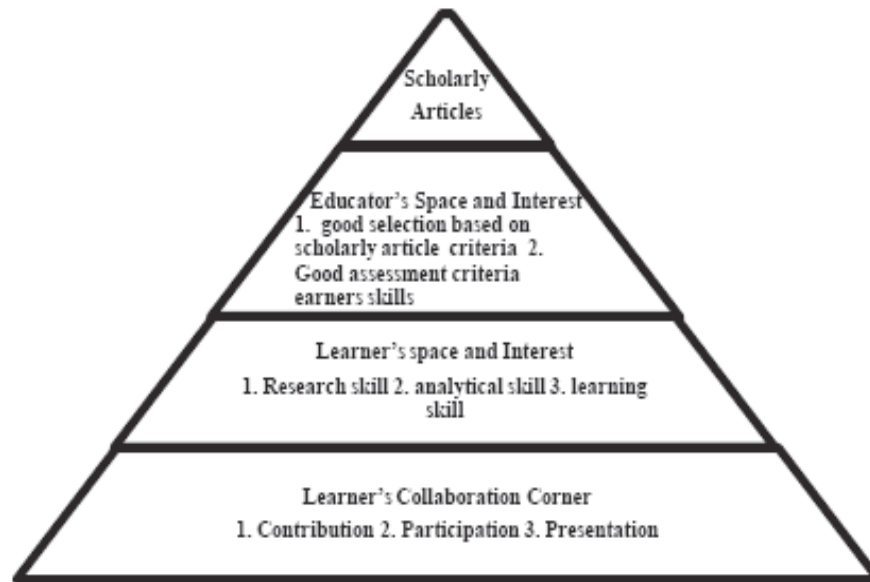 Scholarly
Articles
Educator's Space and Interest
1. good selection based on
scholarly article criteria 2.
Good assessment criteria
earners skills
Learner's space and Interest
1. Research skill 2. analytical skill 3. learning
skill
Learner's Collaboration Corner
1. Contribution 2. Participation 3. Presentation